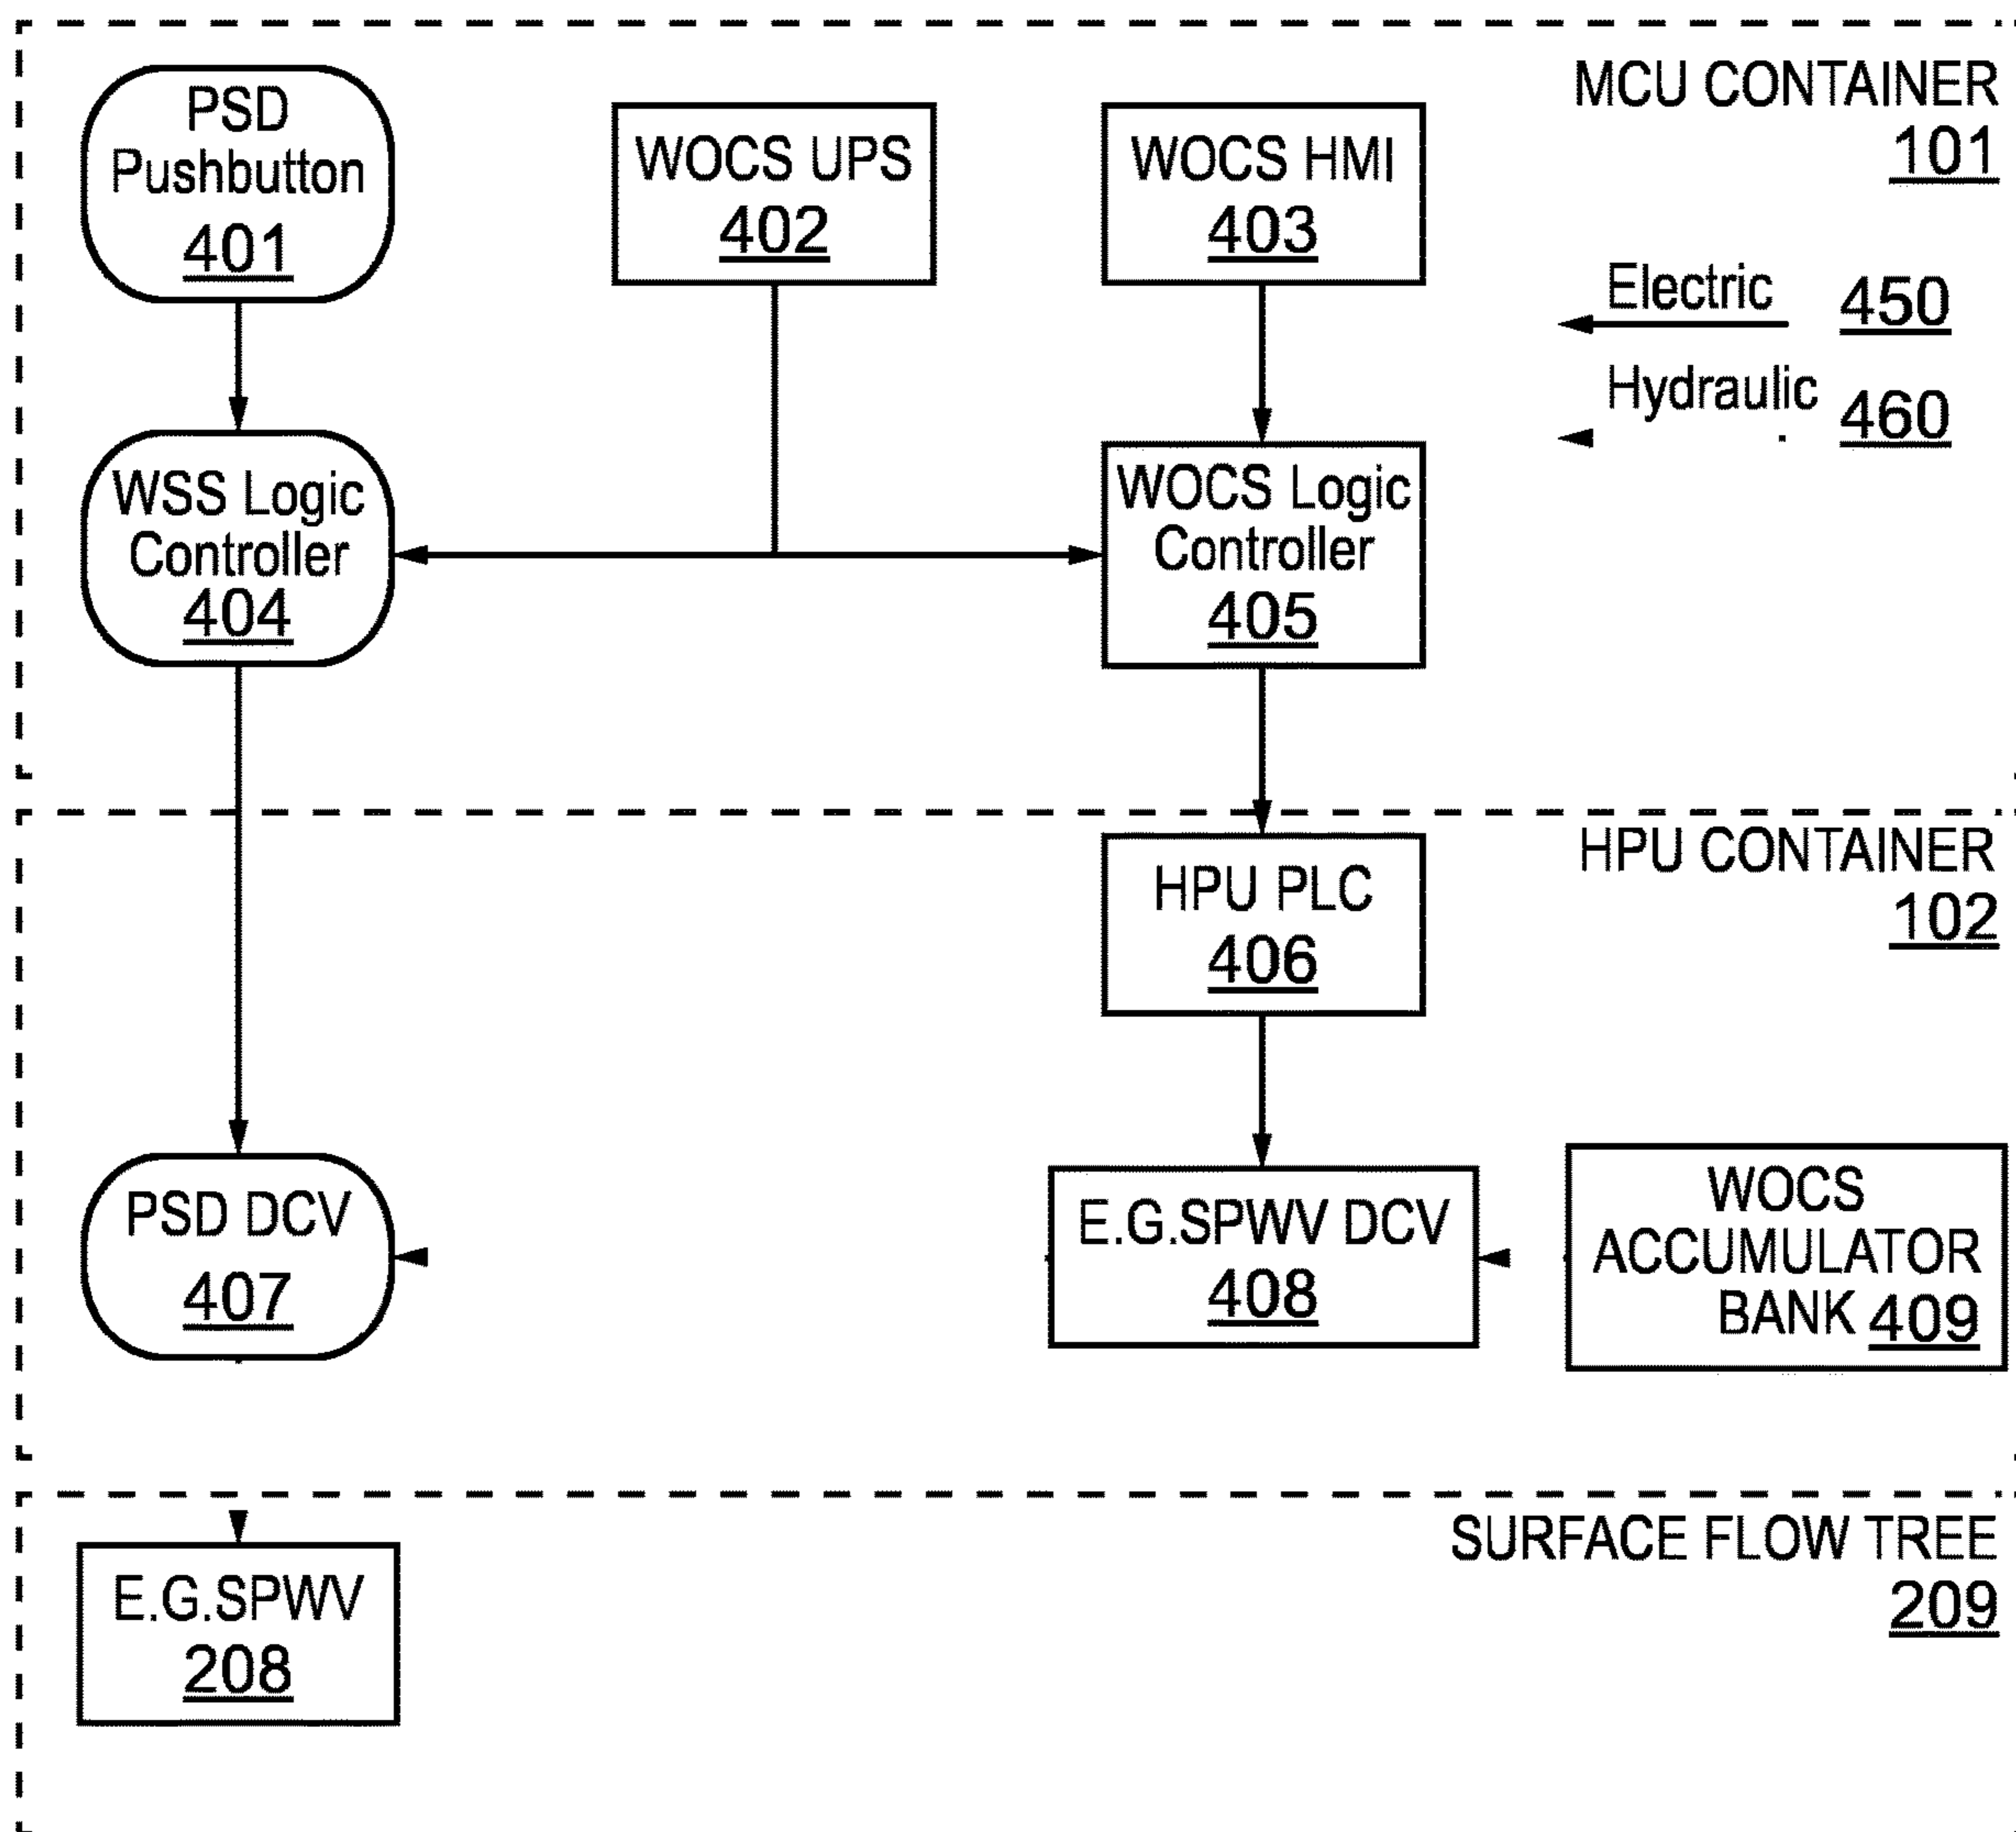 PSD
Pushbutton
401
WOCS UPS
402
WOCS HMI
403
MCU CONTAINER
101
Electric 450
Hydraulic 460
WSS Logic
Controller
404
WOCS Logic
Controller
405
HPU CONTAINER
102
HPU PLC
406
PSD DCV
407
E.G.SPWV DCV
408
WOCS
ACCUMULATOR
BANK 409
SURFACE FLOW TREE
209
E.G.SPWV
208